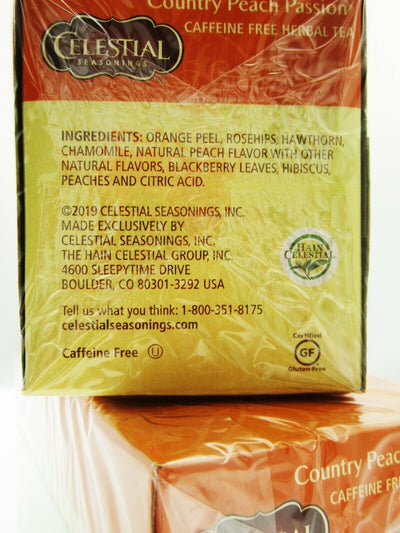 Country Peach Passion
CAFFEINE FREE HERBAL TEA
CELESTIAL
SEASONINGS
INGREDIENTS: ORANGE PEEL, ROSEHIPS, HAWTHORN,
CHAMOMILE, NATURAL PEACH FLAVOR WITH OTHER
NATURAL FLAVORS, BLACKBERRY LEAVES, HIBISCUS,
PEACHES AND CITRIC ACID.
©2019 CELESTIAL SEASONINGS, INC.
MADE EXCLUSIVELY BY
CELESTIAL SEASONINGS, INC.
THE HAIN CELESTIAL GROUP, INC.
4600 SLEEPYTIME DRIVE
BOULDER, CO 80301-3292 USA
HAIN
CELESTIAL
Tell us what you think: 1-800-351-8175
celestialseasonings.com
Caffeine Free U
Certified
GF
Gluten-Free
Country Peac
CAFFEINE FR
CELESTIAL